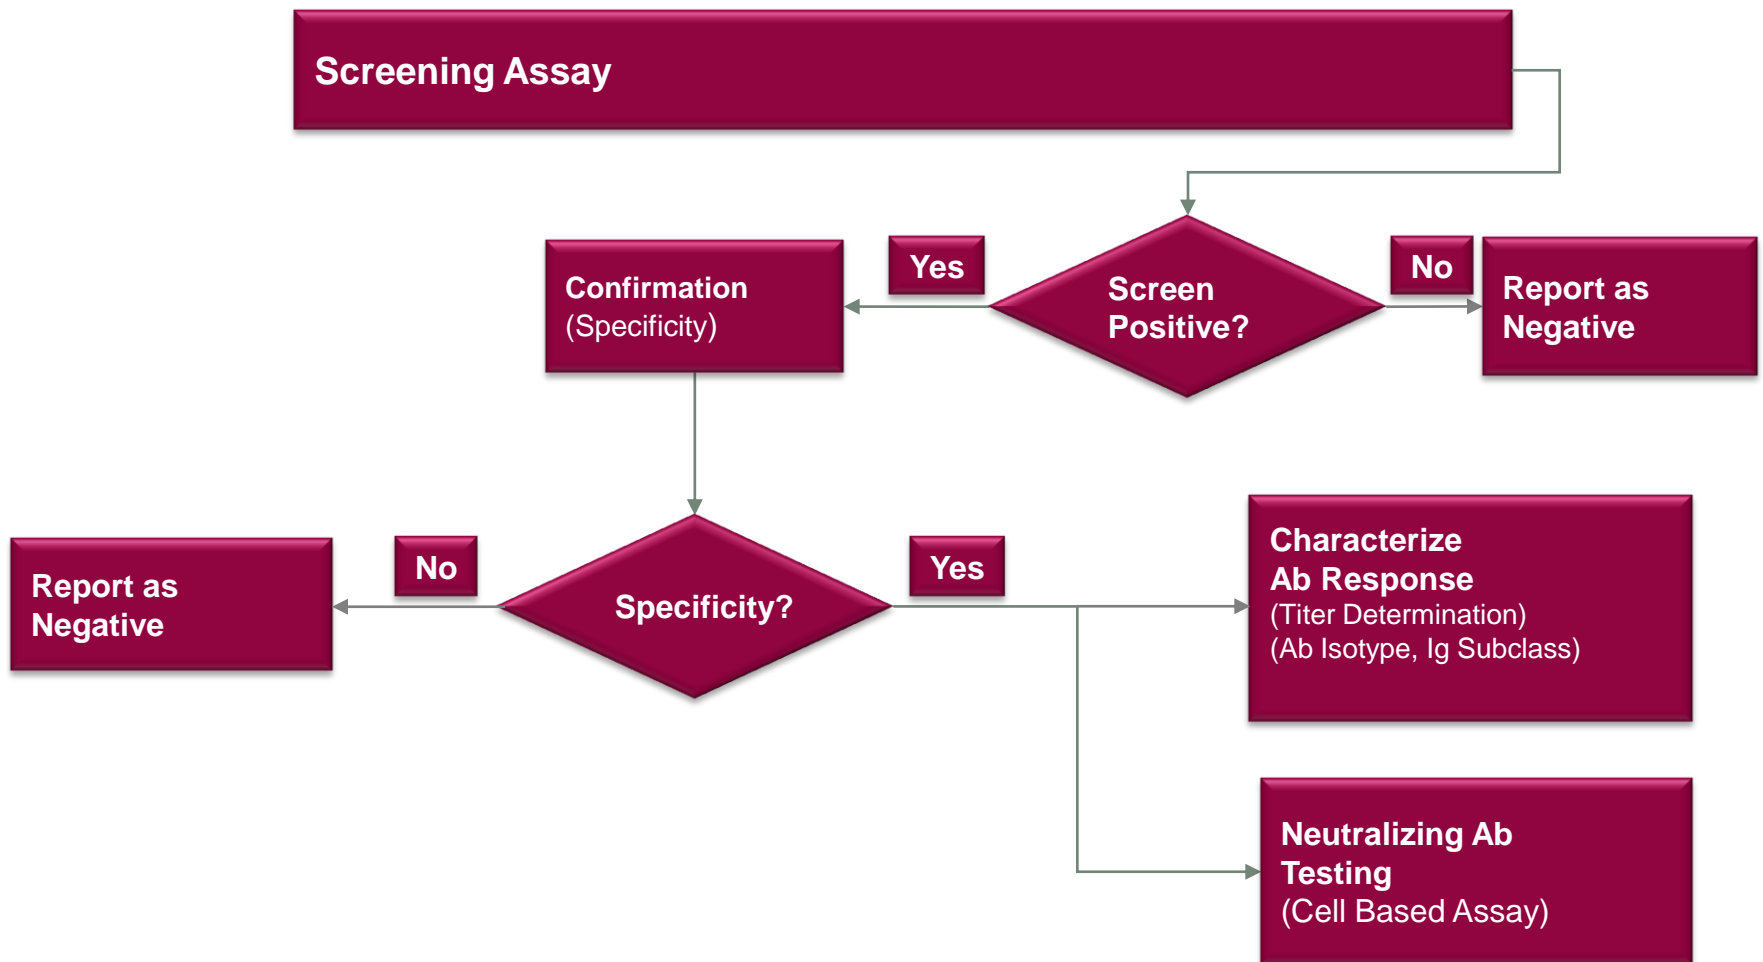 Screening Assay
Yes
No
Confirmation
(Specificity)
Screen
Positive?
Report as
Negative
No
Yes
Report as
Negative
Specificity?
Characterize
Ab Response
(Titer Determination)
(Ab Isotype, Ig Subclass)
Neutralizing Ab
Testing
(Cell Based Assay)